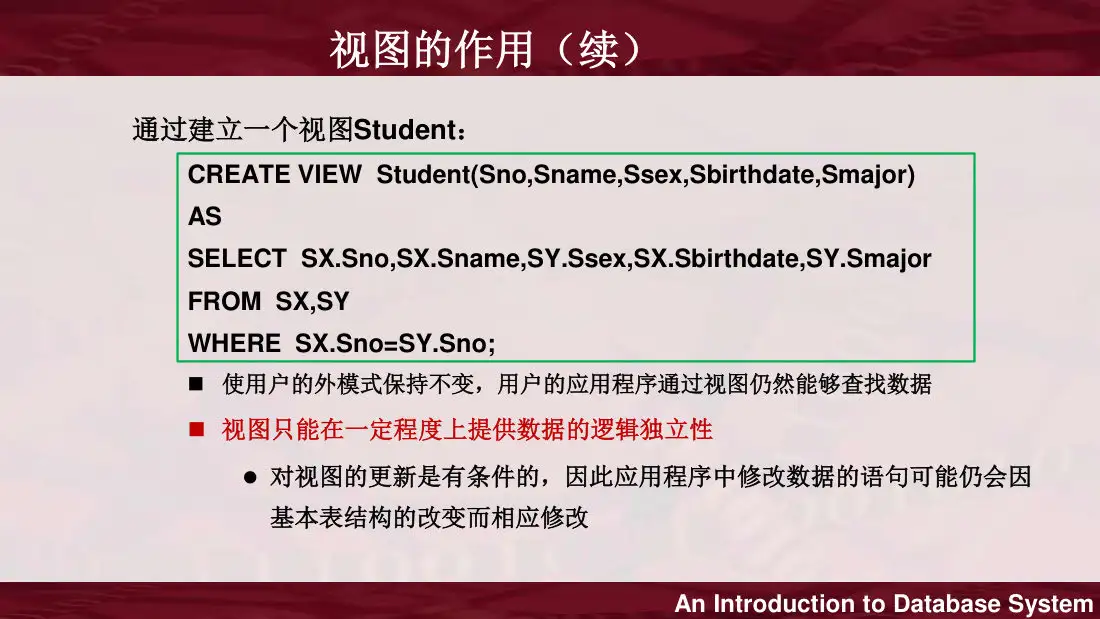 视图的作用（续）
通过建立一个视图Student：
CREATE VIEW Student(Sno,Sname,Ssex,Sbirthdate,Smajor)
AS
SELECT SX.Sno,SX.Sname,SY.Ssex,SX.Sbirthdate,SY.Smajor
FROM SX,SY
WHERE SX.Sno=SY.Sno;
■ 使用户的外模式保持不变，用户的应用程序通过视图仍然能够查找数据
■ 视图只能在一定程度上提供数据的逻辑独立性
● 对视图的更新是有条件的，因此应用程序中修改数据的语句可能仍会因
基本表结构的改变而相应修改
An Introduction to Database System